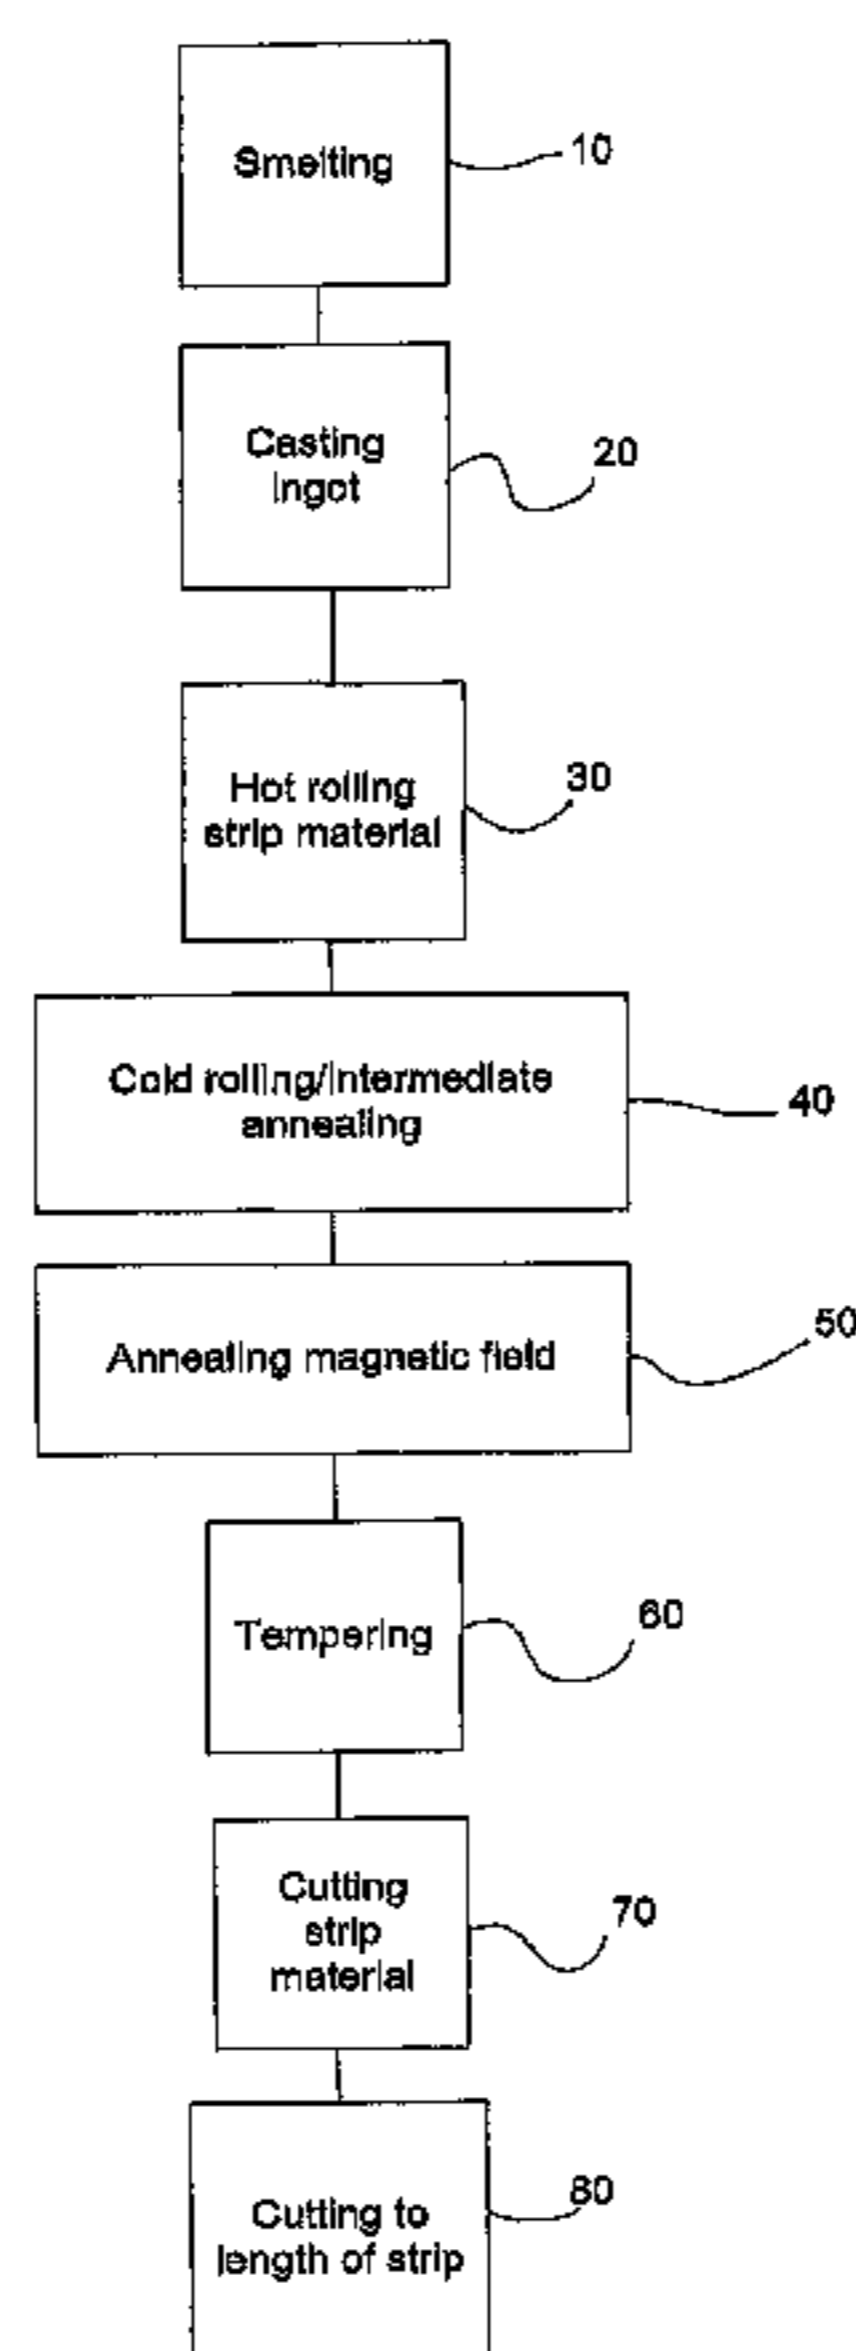 Smelting
10
Casting
ingot
20
Hot rolling
strip material
30
Cold rolling/intermediate
annealing
40
Annealing magnetic field
50
Tempering
60
Cutting
strip
material
70
Cutting to
length of strip
80